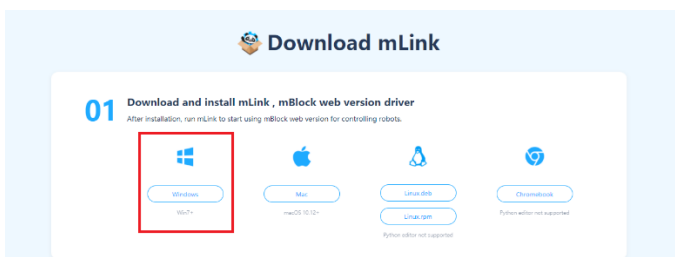 Download mLink
01
Download and install mLink , mBlock web version driver
After installation, run mLink to start using mBlock web version for controlling robots.
Windows
Win7+
Mac
macOS 10.12+
Linux.deb
Linux.rpm
Python editor not supported
Chromebook
Python editor not supported